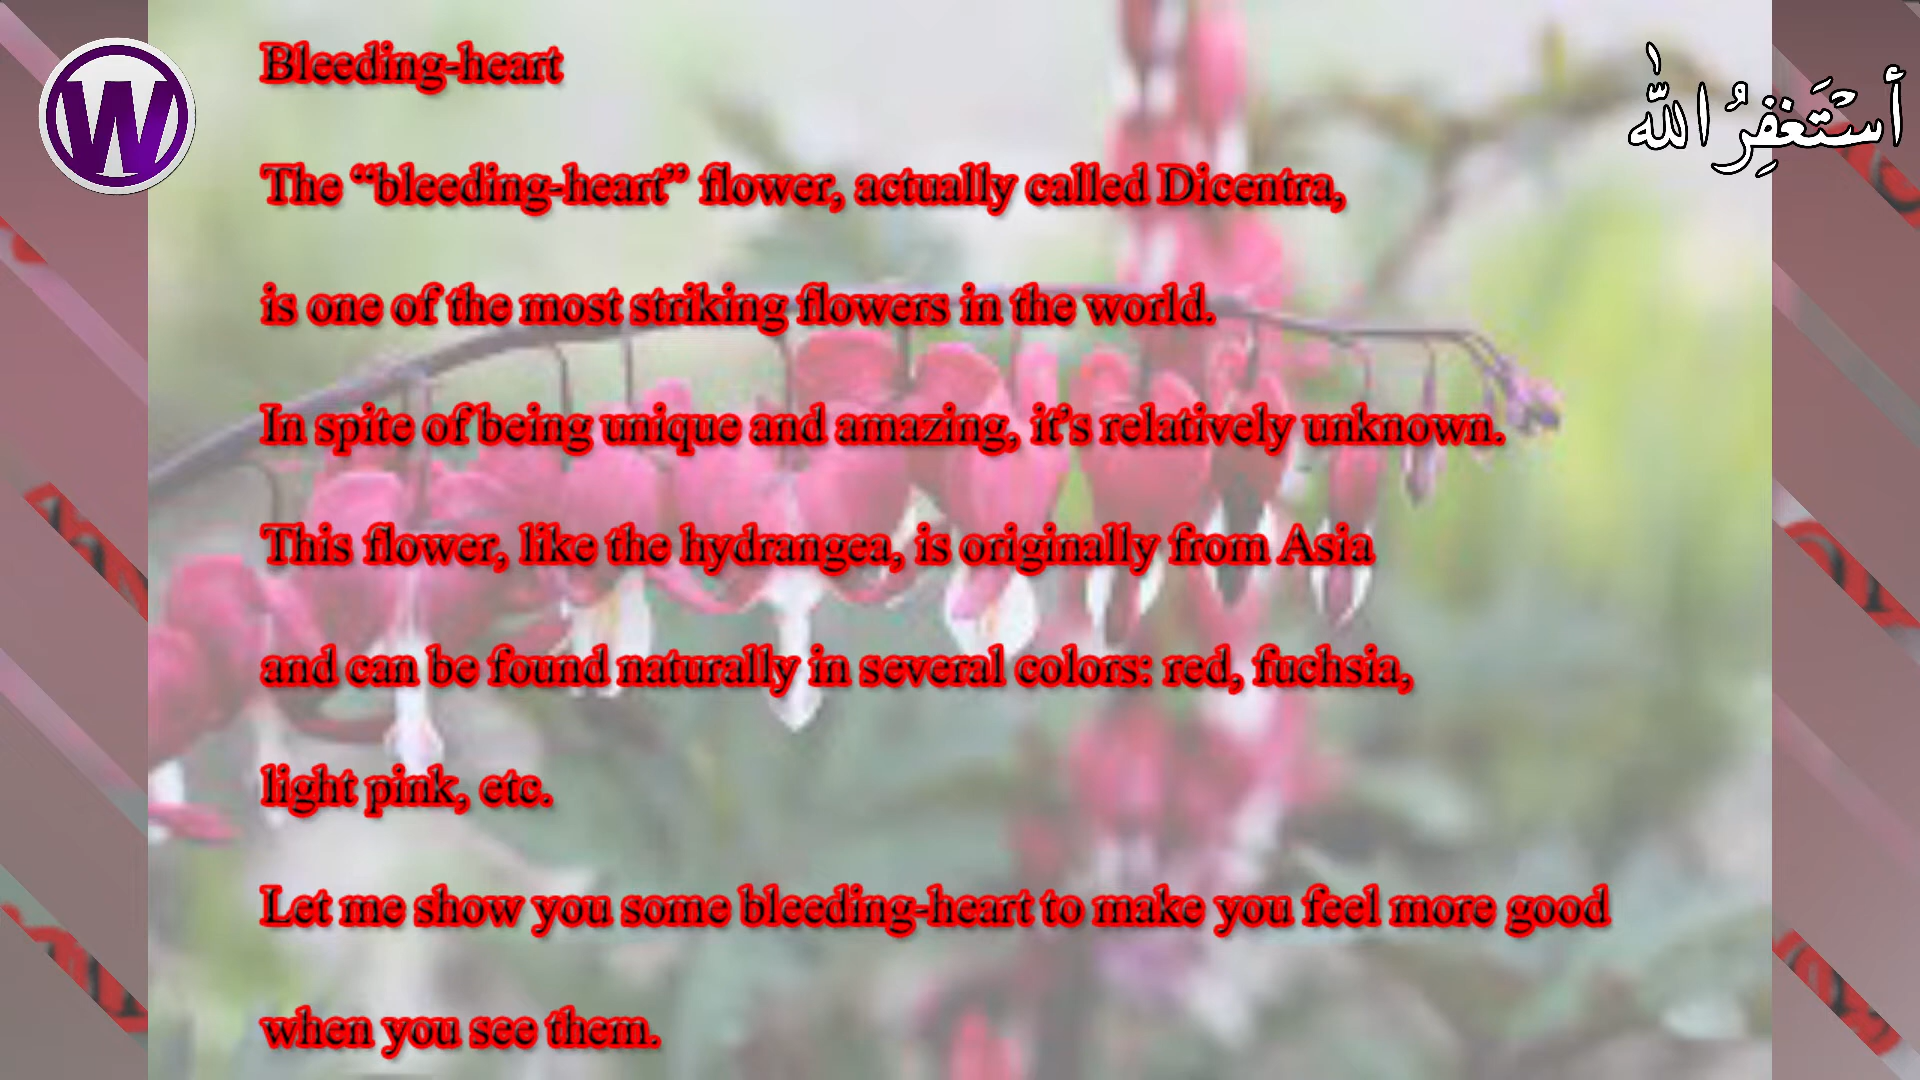 W
أَسْتَغْفِرُ اللّٰه
Bleeding-heart
The “bleeding-heart” flower, actually called Dicentra,
is one of the most striking flowers in the world.
In spite of being unique and amazing, it’s relatively unknown.
This flower, like the hydrangea, is originally from Asia
and can be found naturally in several colors: red, fuchsia,
light pink, etc.
Let me show you some bleeding-heart to make you feel more good
when you see them.